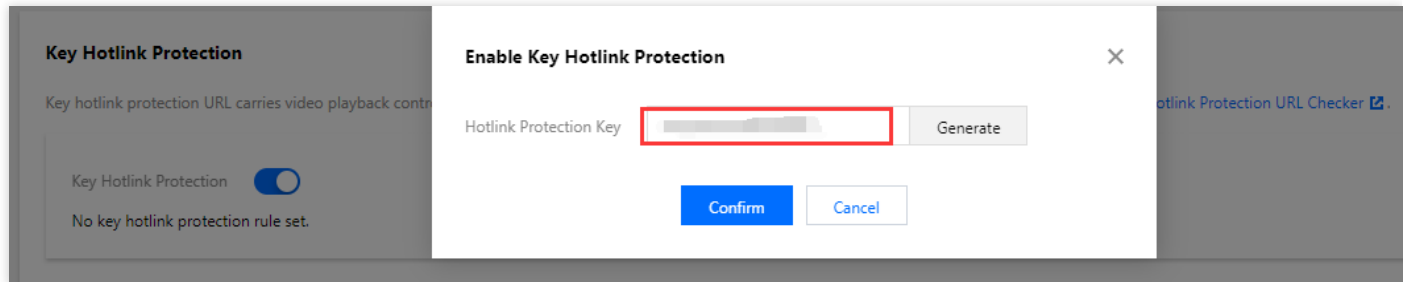 Key Hotlink Protection
Key hotlink protection URL carries video playback contr
otlink Protection URL Checker
.
Key Hotlink Protection
No key hotlink protection rule set.
Enable Key Hotlink Protection
Hotlink Protection Key
Generate
Confirm
Cancel